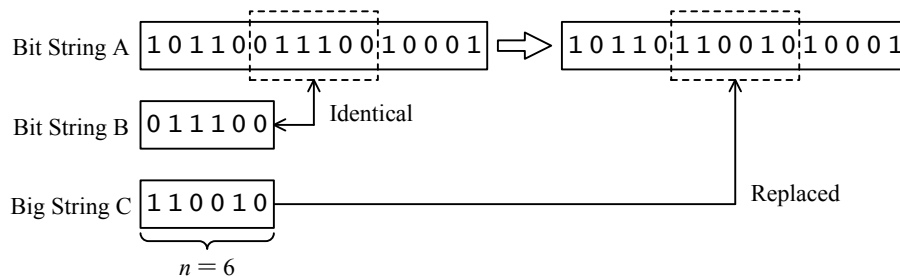 Bit String A 1 0 1 1 0 0 1 1 1 0 0 1 0 0 0 1 1 0 1 1 0 1 1 0 0 1 0 1 0 0 0 1
Identical
Bit String B 0 1 1 1 0 0
Replaced
Big String C 1 1 0 0 1 0
n = 6